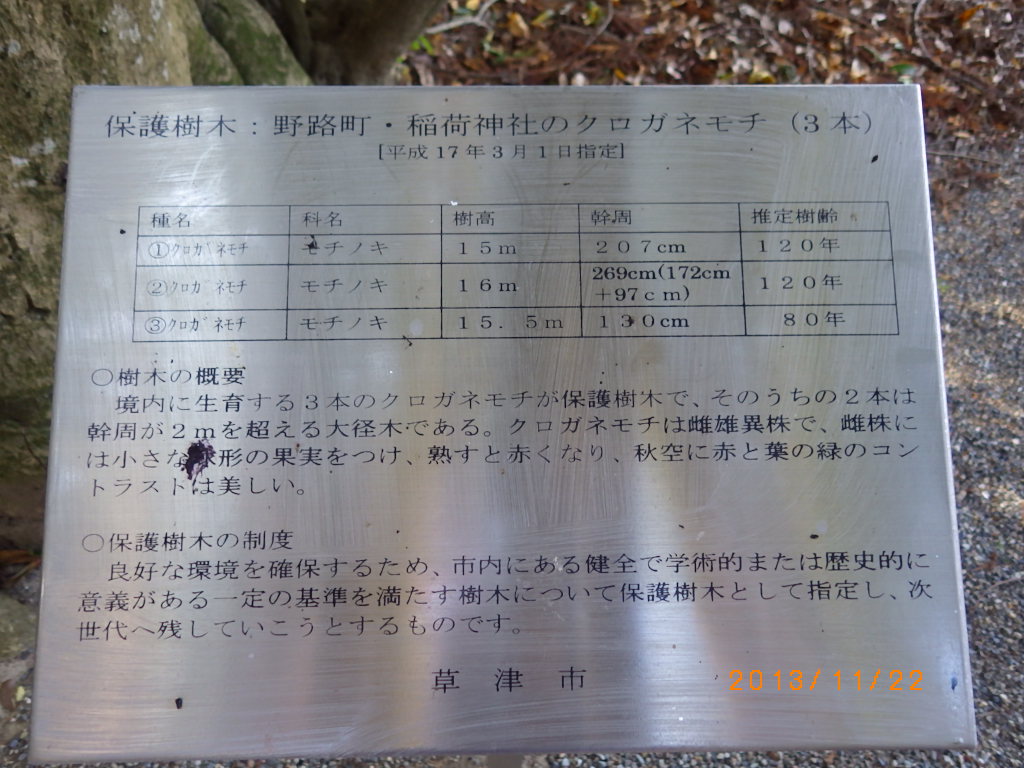 保護樹木：野路町・稲荷神社のクロガネモチ（3本）
[平成17年3月1日指定]
種名 科名 樹高 幹周 推定樹齢
①クロガネモチ モチノキ 15m 207cm 120年
②クロガネモチ モチノキ 16m 269cm(172cm+97cm) 120年
③クロガネモチ モチノキ 15.5m 130cm 80年
○樹木の概要
境内に生育する3本のクロガネモチが保護樹木で、そのうちの2本は
幹周が2mを超える大径木である。クロガネモチは雌雄異株で、雌株に
は小さな形の果実をつけ、熟すと赤くなり、秋空に赤と葉の緑のコン
トラストは美しい。
○保護樹木の制度
良好な環境を確保するため、市内にある健全で学術的または歴史的に
意義がある一定の基準を満たす樹木について保護樹木として指定し、次
世代へ残していこうとするものです。
草津市
2013/11/22